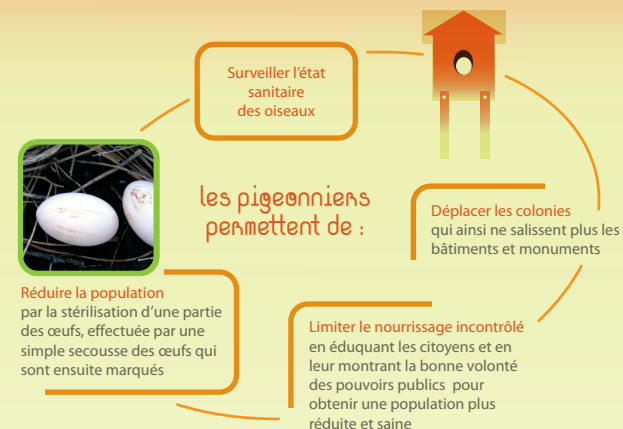 Surveiller l'état
sanitaire
des oiseaux
les pigeonniers
permettent de :
Déplacer les colonies
qui ainsi ne salissent plus les
bâtiments et monuments
Réduire la population
par la stérilisation d'une partie
des œufs, effectuée par une
simple secousse des œufs qui
sont ensuite marqués
Limiter le nourrissage incontrôlé
en éduquant les citoyens et en
leur montrant la bonne volonté
des pouvoirs publics pour
obtenir une population plus
réduite et saine